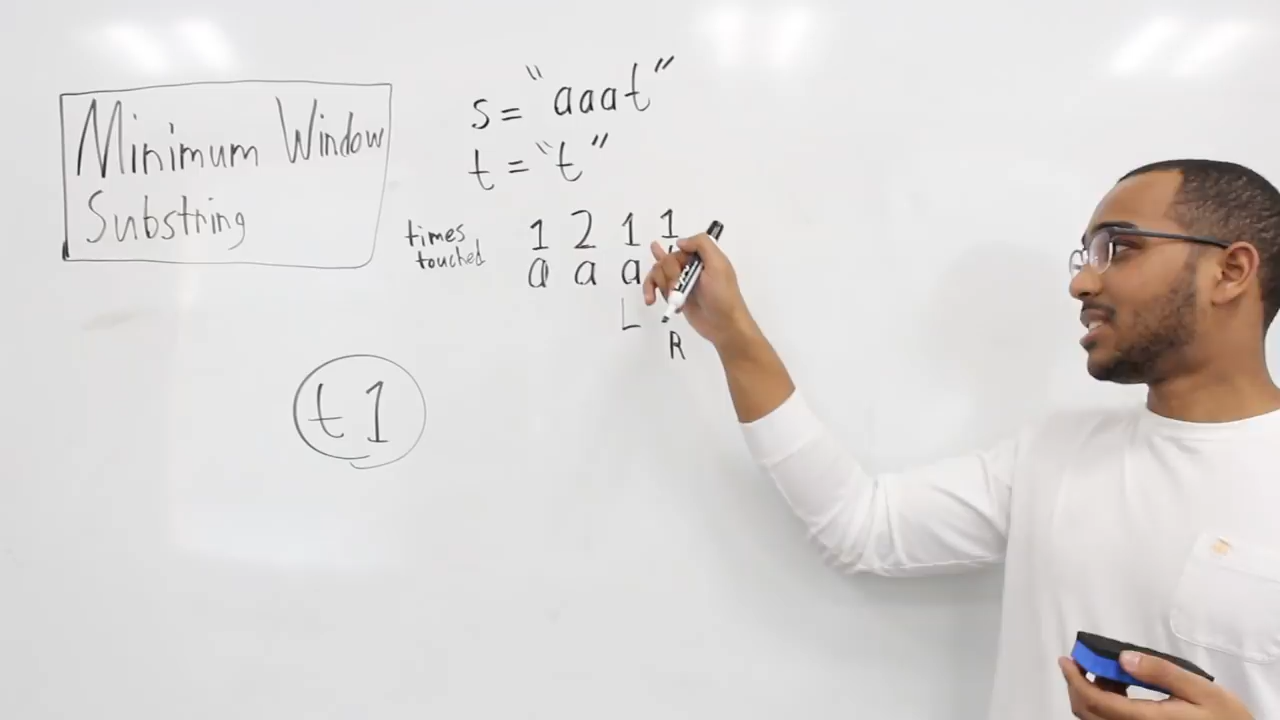 Minimum Window
Substring
s = "aaat"
t = "t"
times
touched
1 2 1 1
a a a
L
R
t 1